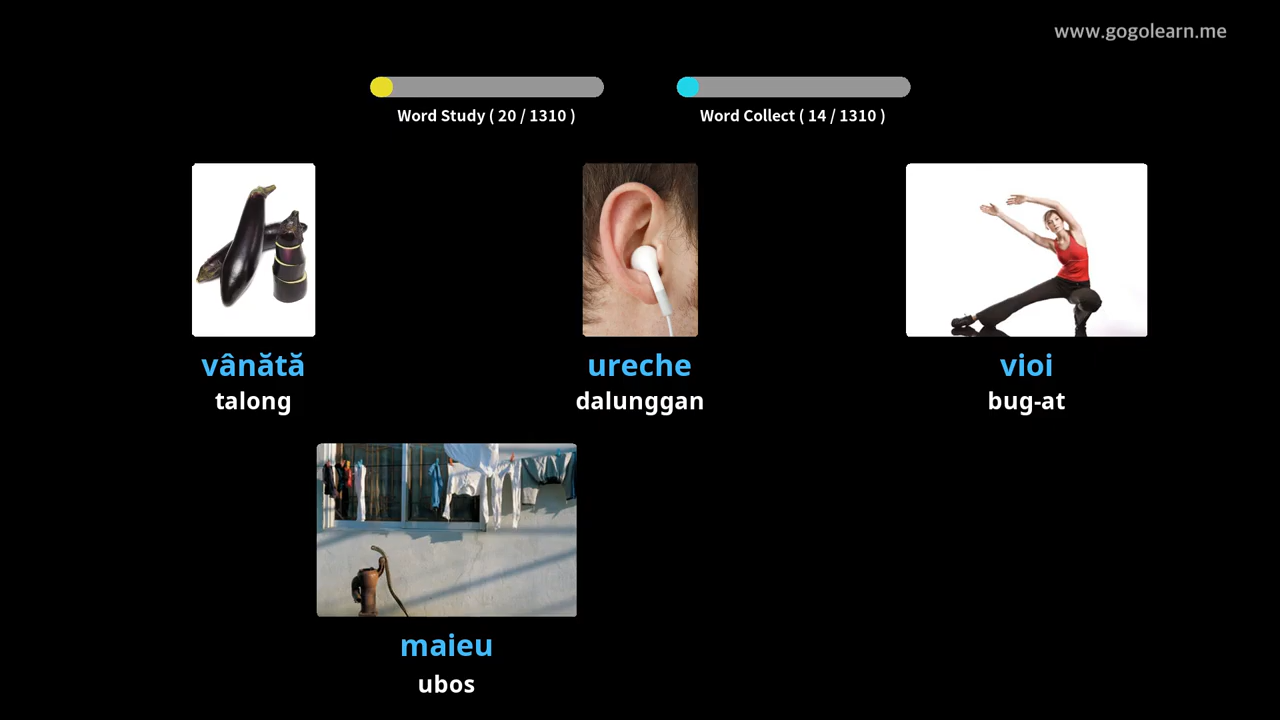 www.gogolearn.me
Word Study ( 20 / 1310 )
Word Collect ( 14 / 1310 )
vânătă
talong
ureche
dalunggan
vioi
bug-at
maieu
ubos